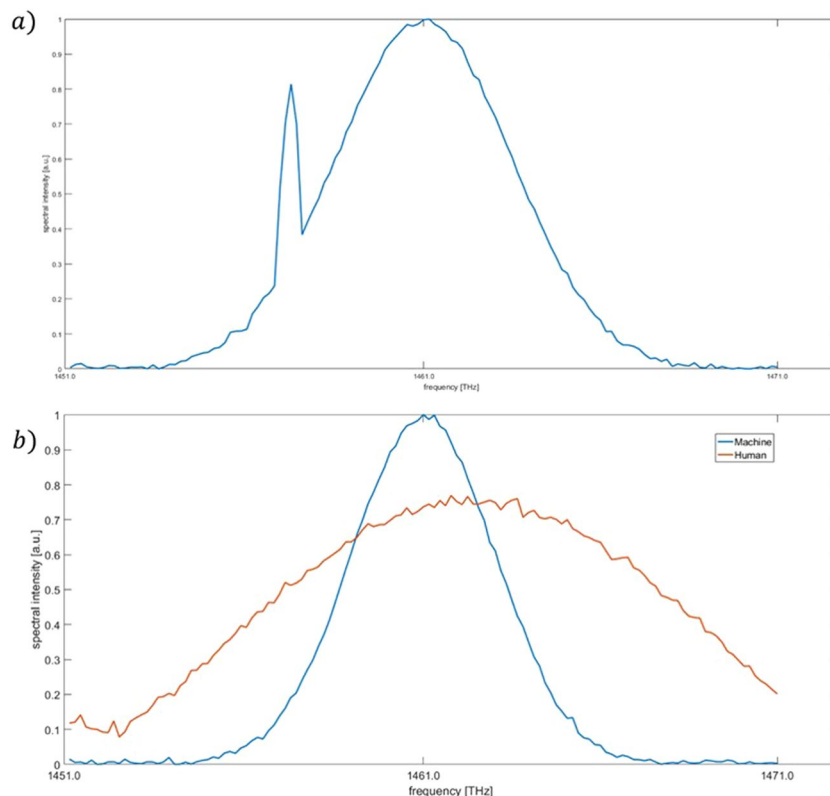 a)
1
0.9
0.8
0.7
0.6
0.5
0.4
0.3
0.2
0.1
0
spectral intensity [a.u.]
1451.0 1461.0 1471.0
frequency [THz]
b)
1
0.9
0.8
0.7
0.6
0.5
0.4
0.3
0.2
0.1
0
spectral intensity [a.u.]
Machine
Human
1451.0 1461.0 1471.0
frequency [THz]